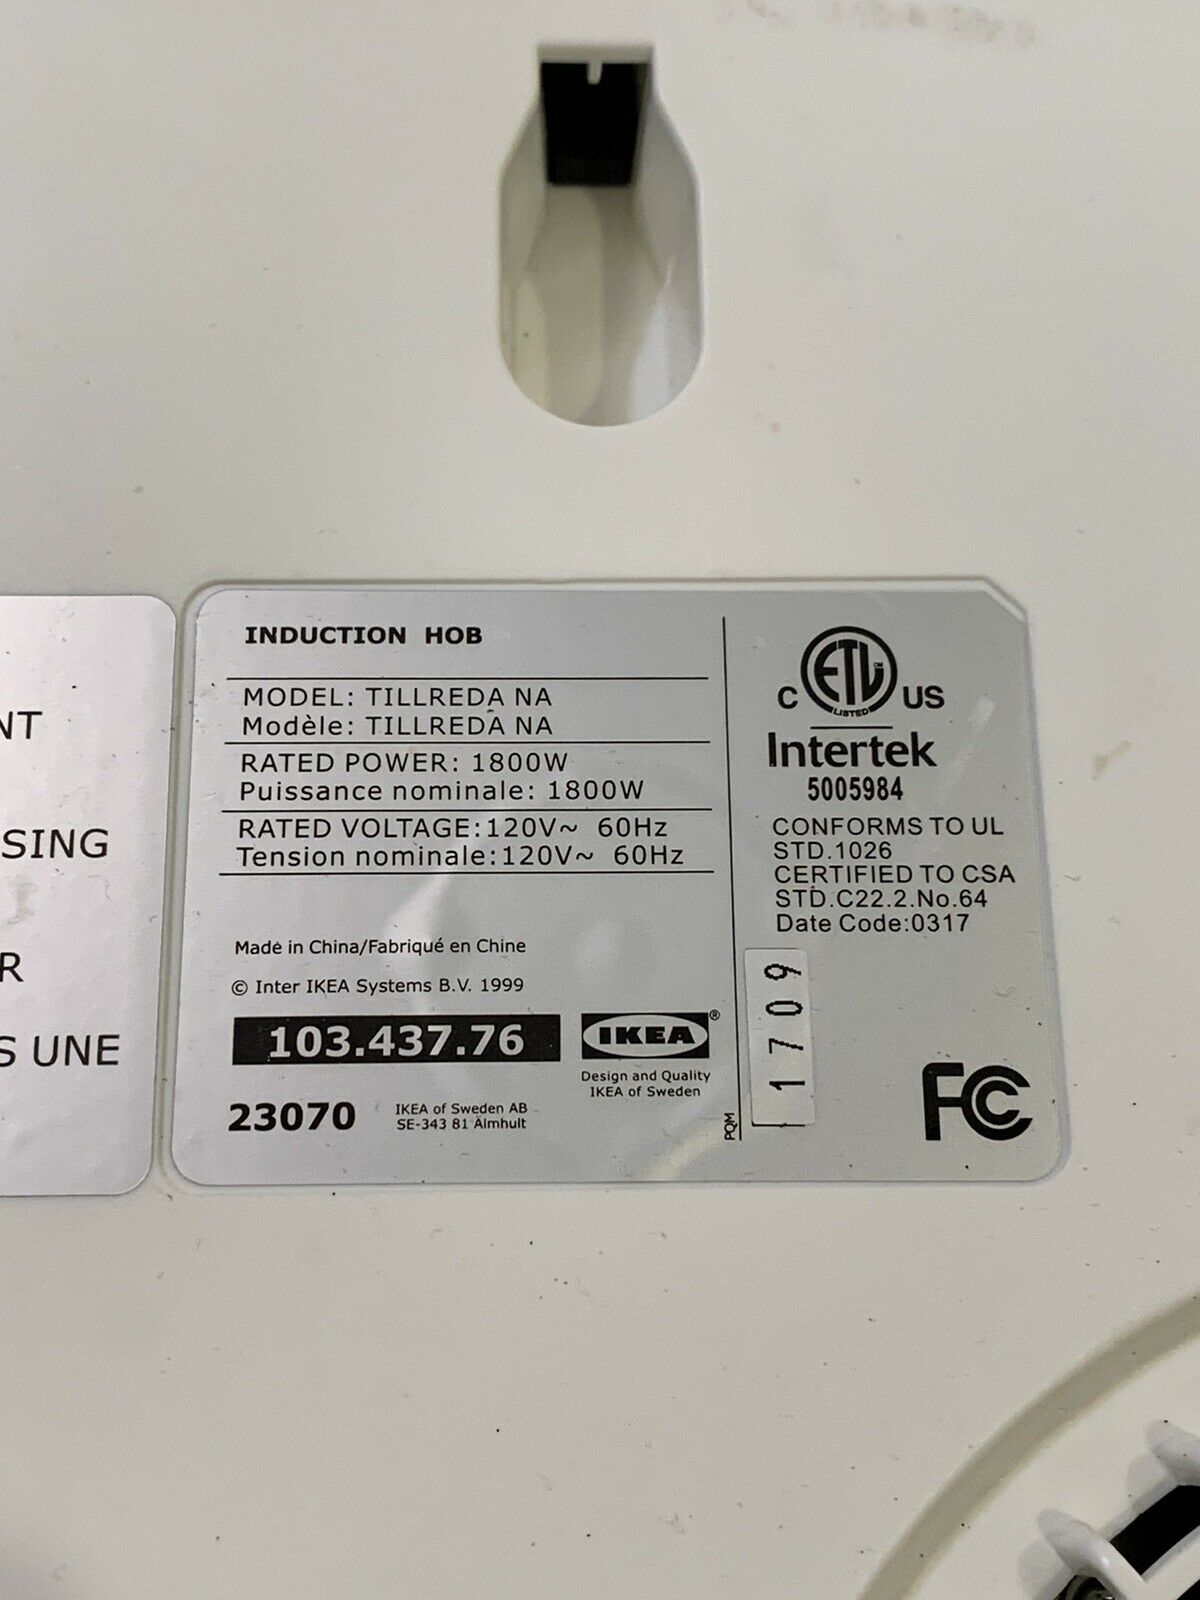 NT
SING
R
S UNE
INDUCTION HOB
MODEL: TILLREDA NA
Modèle: TILLREDA NA
RATED POWER: 1800W
Puissance nominale: 1800W
RATED VOLTAGE:120V~ 60Hz
Tension nominale:120V~ 60Hz
Made in China/Fabriqué en Chine
© Inter IKEA Systems B.V. 1999
103.437.76
IKEA®
Design and Quality
IKEA of Sweden
23070
IKEA of Sweden AB
SE-343 81 Älmhult
PQM
C ETL CM US
LISTED
Intertek
5005984
CONFORMS TO UL
STD.1026
CERTIFIED TO CSA
STD.C22.2.No.64
Date Code:0317
1709
FC